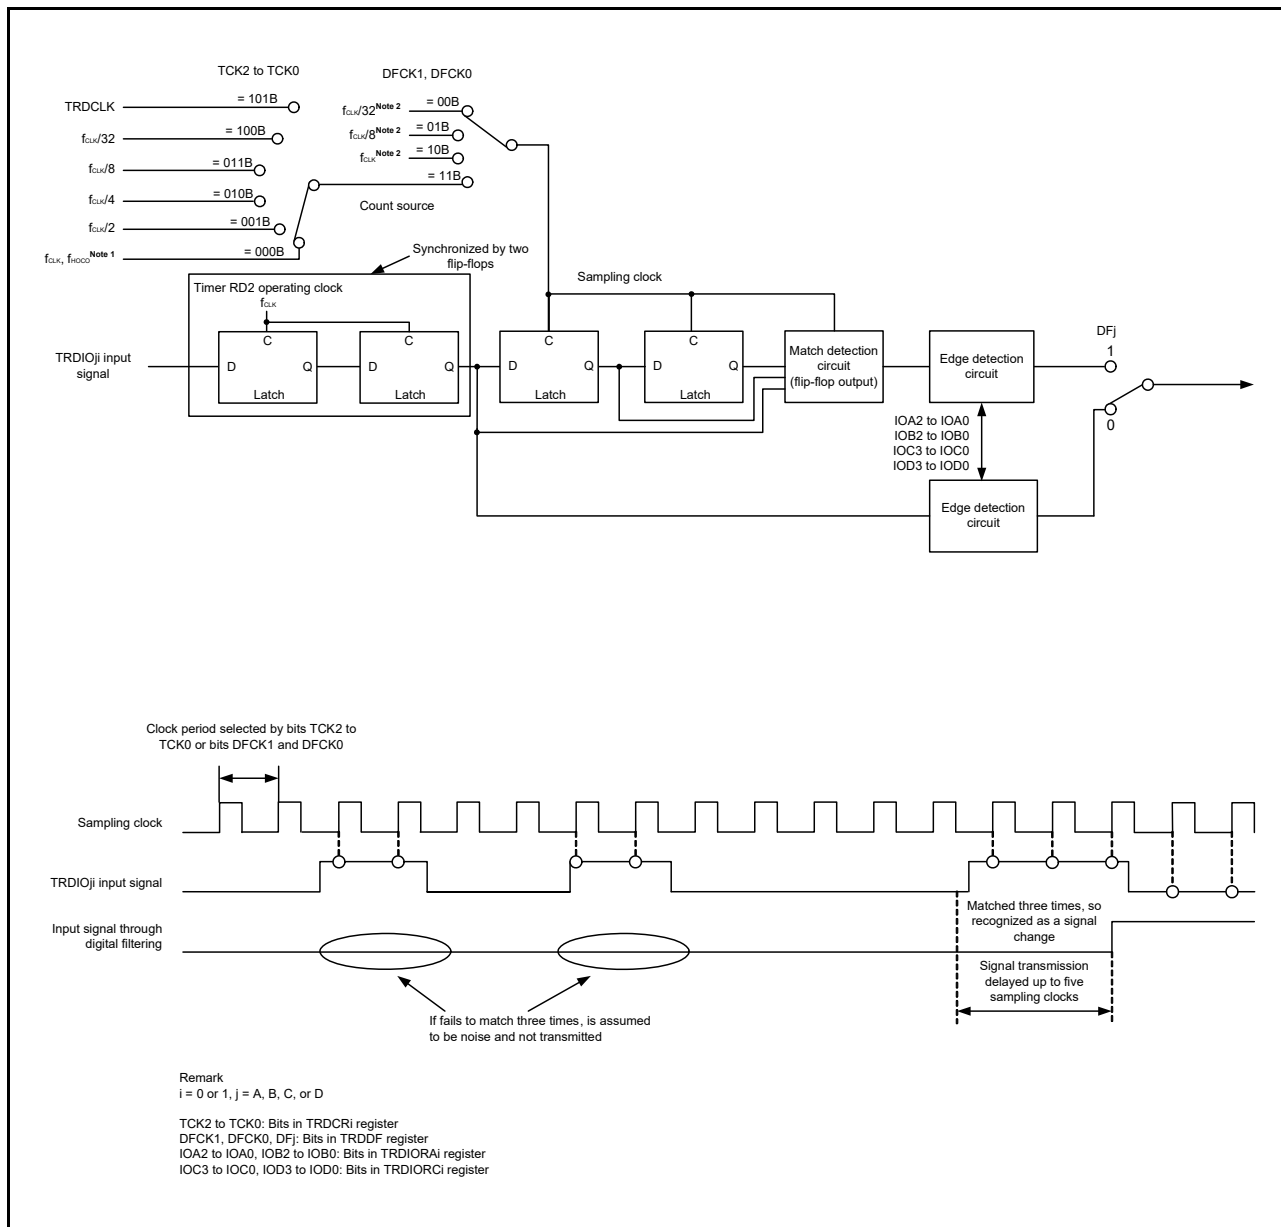 TCK2 to TCK0
DFCK1, DFCK0
TRDCLK
= 101B
fCLK/32
= 100B
fCLK/8
= 011B
fCLK/4
= 010B
fCLK/2
= 001B
fCLK, fHOCO Note 1
= 000B
fCLK/32 Note 2
= 00B
fCLK/8 Note 2
= 01B
fCLK Note 2
= 10B
= 11B
Count source
Synchronized by two
flip-flops
Sampling clock
Timer RD2 operating clock
fCLK
TRDIOji input
signal
C
D
Q
Latch
C
D
Q
Latch
C
D
Q
Latch
C
D
Q
Latch
Match detection
circuit
(flip-flop output)
Edge detection
circuit
DFj
1
0
IOA2 to IOA0
IOB2 to IOB0
IOC3 to IOC0
IOD3 to IOD0
Edge detection
circuit
Clock period selected by bits TCK2 to
TCK0 or bits DFCK1 and DFCK0
Sampling clock
TRDIOji input signal
Input signal through
digital filtering
Matched three times, so
recognized as a signal
change
Signal transmission
delayed up to five
sampling clocks
If fails to match three times, is assumed
to be noise and not transmitted
Remark
i = 0 or 1, j = A, B, C, or D
TCK2 to TCK0: Bits in TRDCRi register
DFCK1, DFCK0, DFj: Bits in TRDDF register
IOA2 to IOA0, IOB2 to IOB0: Bits in TRDIORAi register
IOC3 to IOC0, IOD3 to IOD0: Bits in TRDIORCi register